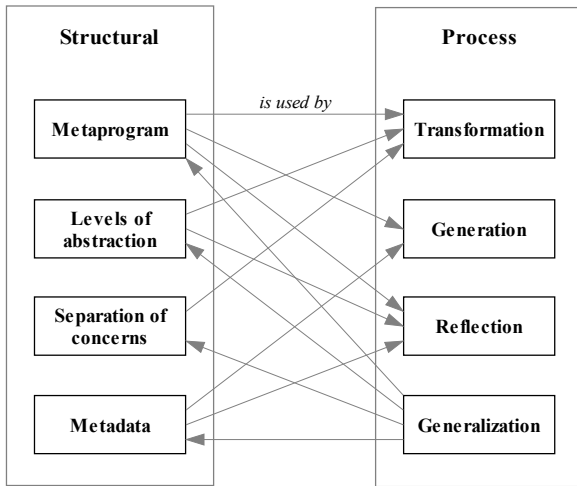 Structural
Process
is used by
Metaprogram
Transformation
Levels of
abstraction
Generation
Separation of
concerns
Reflection
Metadata
Generalization